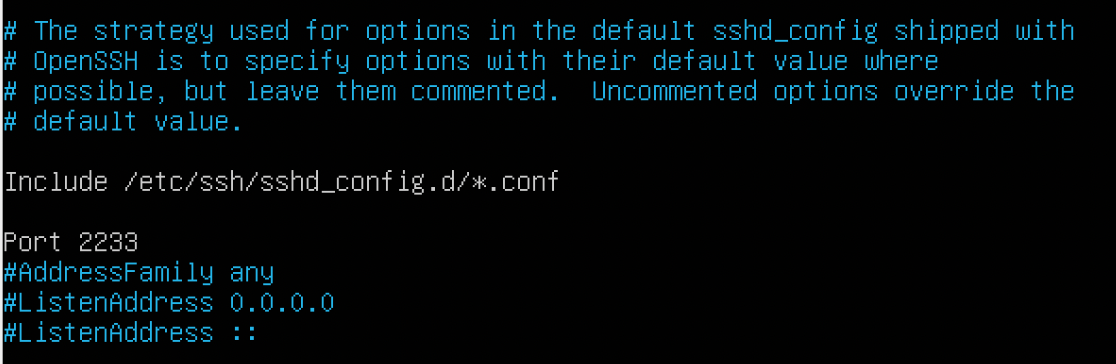 # The strategy used for options in the default sshd_config shipped with
# OpenSSH is to specify options with their default value where
# possible, but leave them commented.  Uncommented options override the
# default value.
Include /etc/ssh/sshd_config.d/*.conf
Port 2233
#AddressFamily any
#ListenAddress 0.0.0.0
#ListenAddress ::